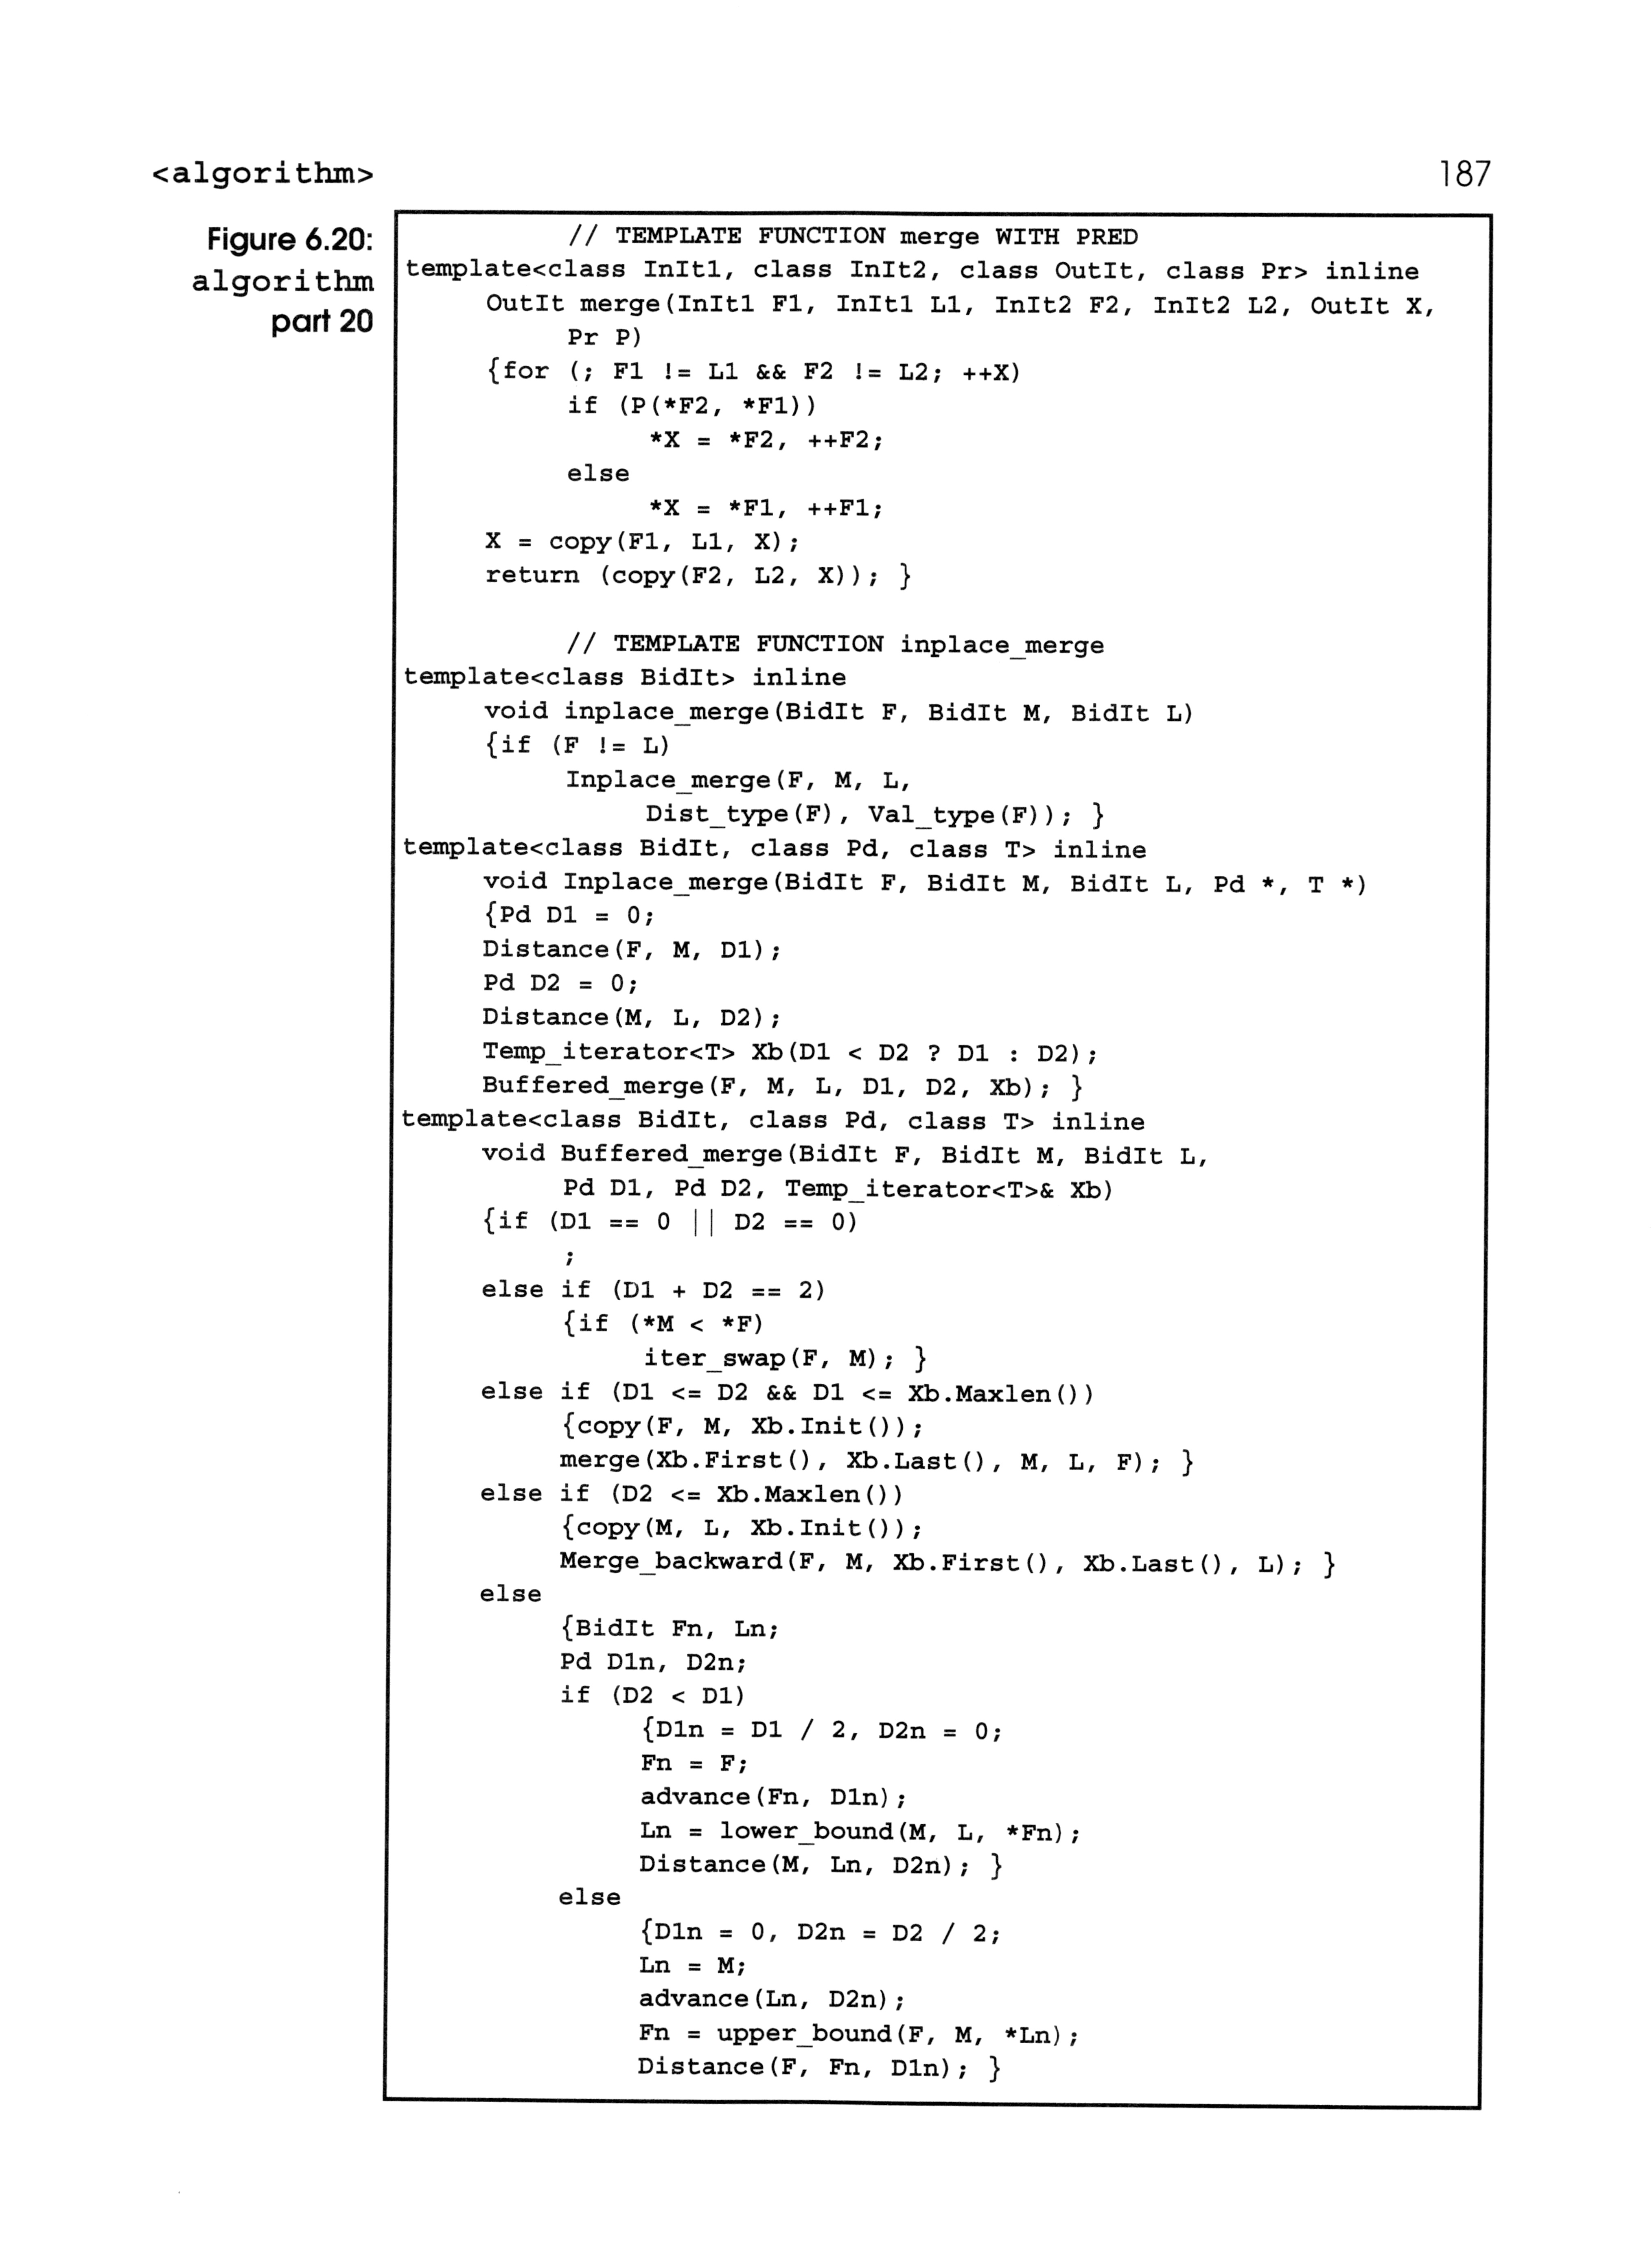 <algorithm>
187
Figure 6.20:
algorithm
part 20
// TEMPLATE FUNCTION merge WITH PRED
template<class InIt1, class InIt2, class OutIt, class Pr> inline
OutIt merge(InIt1 F1, InIt1 L1, InIt2 F2, InIt2 L2, OutIt X,
Pr P)
{for (; F1 != L1 && F2 != L2; ++X)
if (P(*F2, *F1))
*X = *F2, ++F2;
else
*X = *F1, ++F1;
X = copy(F1, L1, X);
return (copy(F2, L2, X)); }
// TEMPLATE FUNCTION inplace_merge
template<class BidIt> inline
void inplace_merge(BidIt F, BidIt M, BidIt L)
{if (F != L)
Inplace_merge(F, M, L,
Dist_type(F), Val_type(F)); }
template<class BidIt, class Pd, class T> inline
void Inplace_merge(BidIt F, BidIt M, BidIt L, Pd *, T *)
{Pd D1 = 0;
Distance(F, M, D1);
Pd D2 = 0;
Distance(M, L, D2);
Temp_iterator<T> Xb(D1 < D2 ? D1 : D2);
Buffered_merge(F, M, L, D1, D2, Xb); }
template<class BidIt, class Pd, class T> inline
void Buffered_merge(BidIt F, BidIt M, BidIt L,
Pd D1, Pd D2, Temp_iterator<T>& Xb)
{if (D1 == 0 || D2 == 0)
;
else if (D1 + D2 == 2)
{if (*M < *F)
iter_swap(F, M); }
else if (D1 <= D2 && D1 <= Xb.Maxlen())
{copy(F, M, Xb.Init());
merge(Xb.First(), Xb.Last(), M, L, F); }
else if (D2 <= Xb.Maxlen())
{copy(M, L, Xb.Init());
Merge_backward(F, M, Xb.First(), Xb.Last(), L); }
else
{BidIt Fn, Ln;
Pd D1n, D2n;
if (D2 < D1)
{D1n = D1 / 2, D2n = 0;
Fn = F;
advance(Fn, D1n);
Ln = lower_bound(M, L, *Fn);
Distance(M, Ln, D2n); }
else
{D1n = 0, D2n = D2 / 2;
Ln = M;
advance(Ln, D2n);
Fn = upper_bound(F, M, *Ln);
Distance(F, Fn, D1n); }